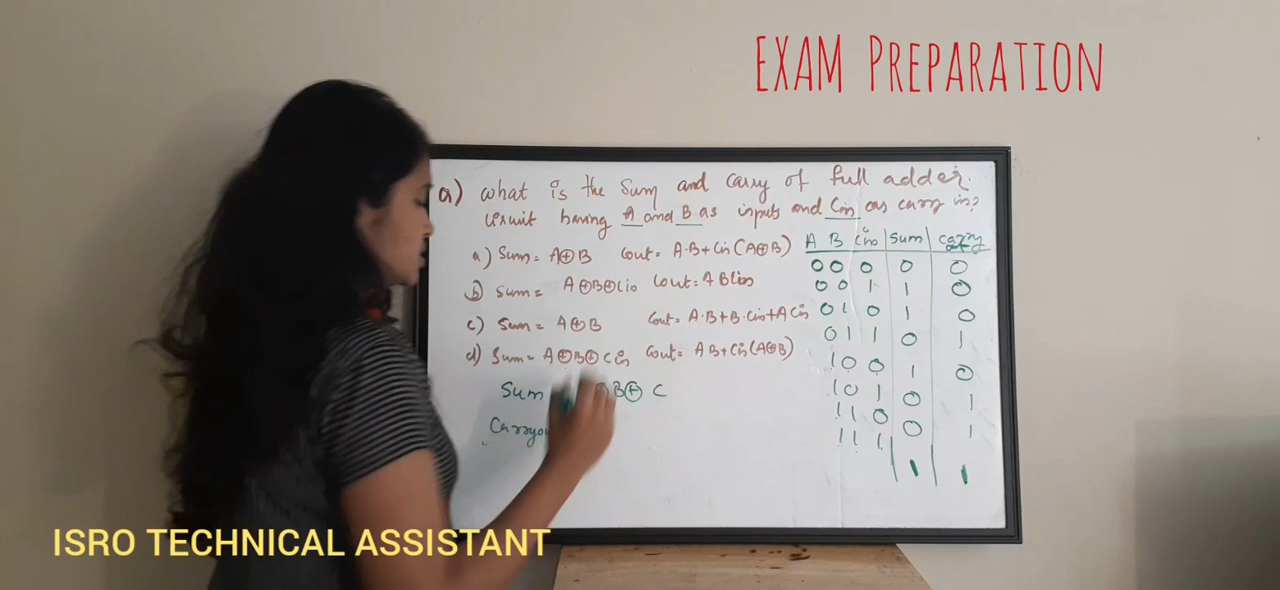 EXAM PREPARATION
a) What is the Sum and Carry of full adder
circuit having A and B as inputs and Cin as carry in?
a) Sum = A⊕B Cout = A·B+Cin(A⊕B)
b) Sum = A⊕B⊕Cin Cout = A B Cin
c) Sum = A⊕B Cout = A·B+B·Cin+A Cin
d) Sum = A⊕B⊕Cin Cout = AB+Cin(A⊕B)
Sum B⊕C
A B Cin Sum carry
0 0 0 0 0
0 0 1 1 0
0 1 0 1 0
0 1 1 0 1
1 0 0 1 0
1 0 1 0 1
1 1 0 0 1
1 1 1 1 1
ISRO TECHNICAL ASSISTANT